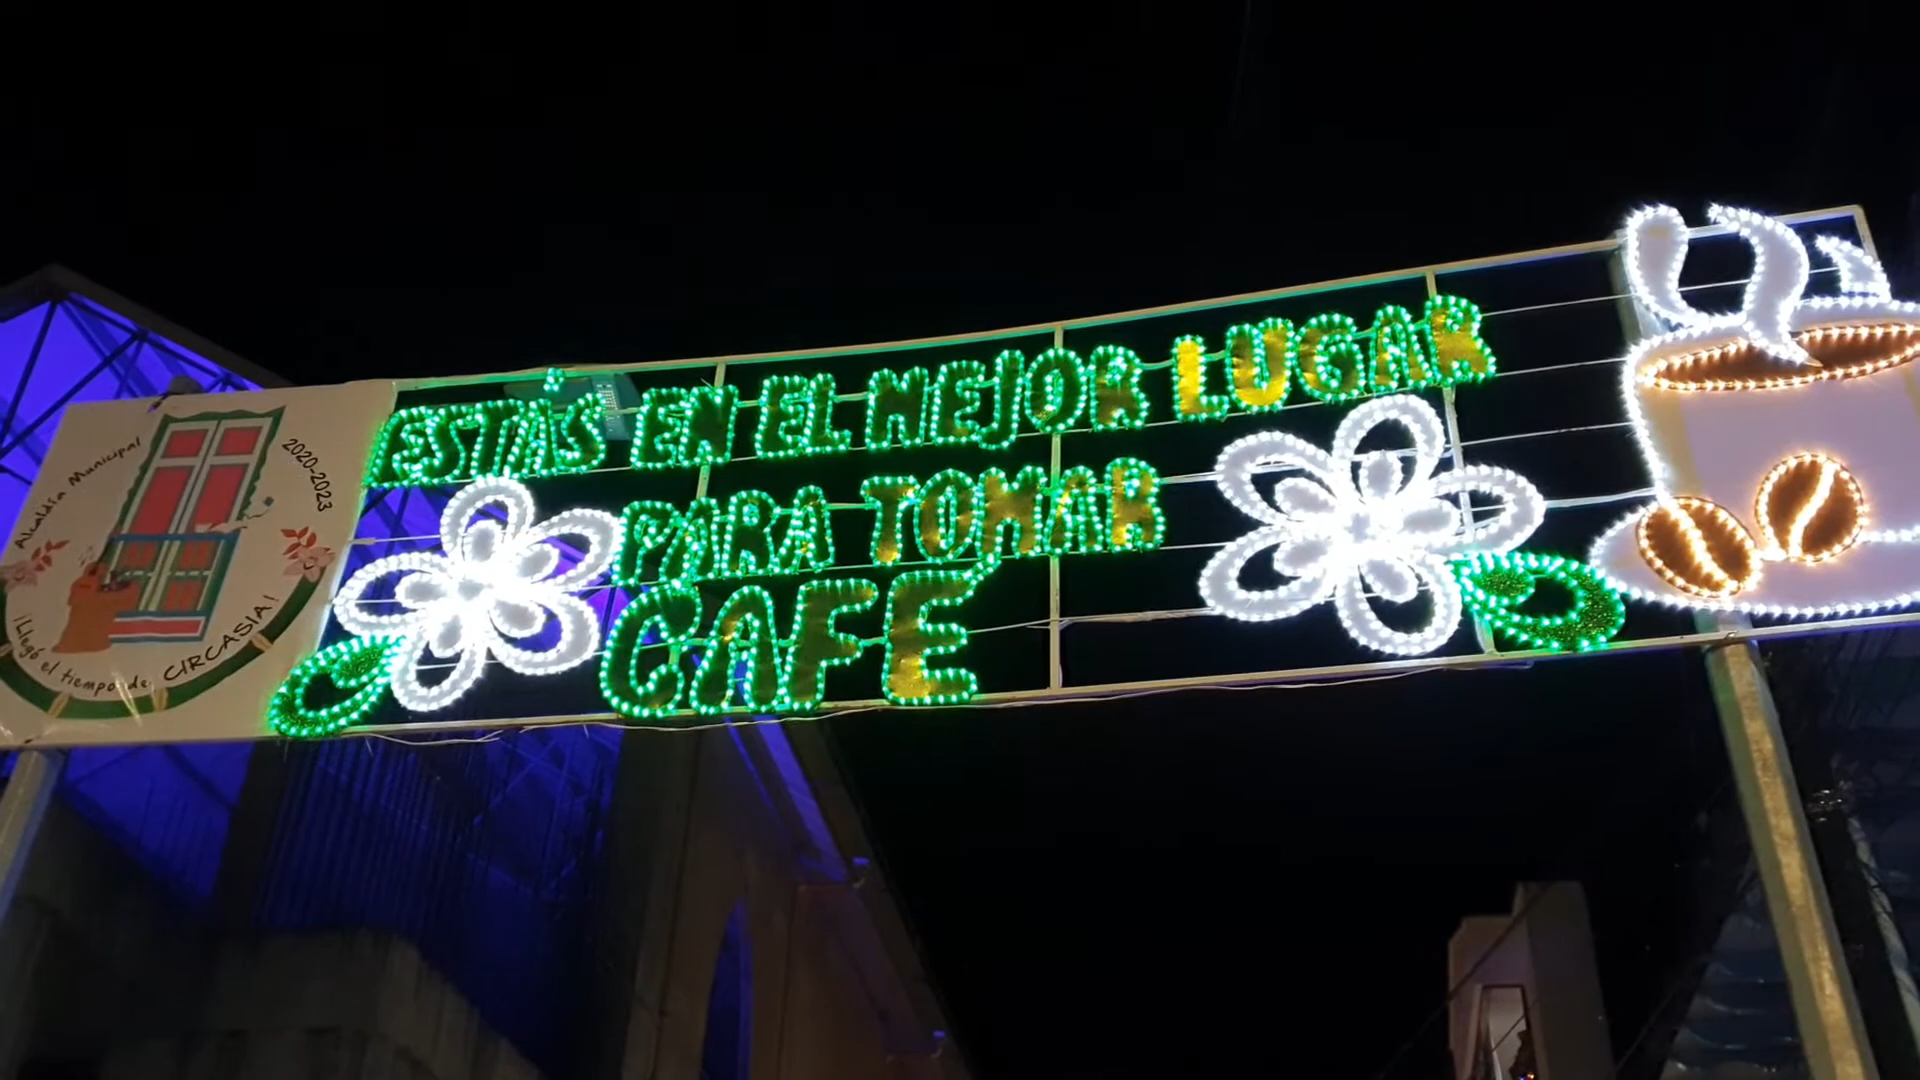 Alcaldía Municipal
2020-2023
¡Llegó el tiempo de CIRCASIA!
ESTÁS EN EL MEJOR LUGAR
PARA TOMAR
CAFÉ